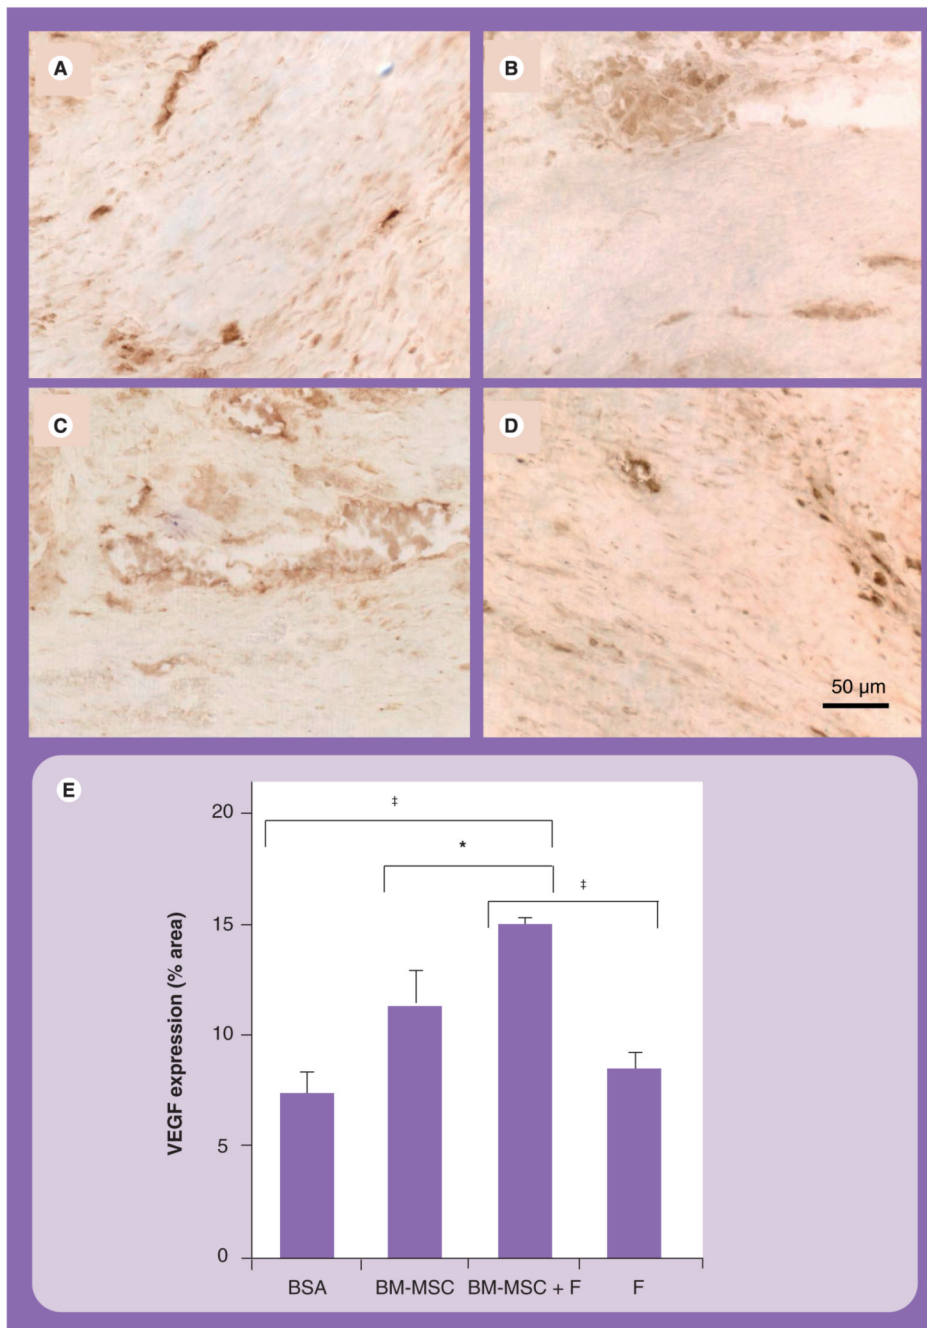 A
B
C
D
50 µm
E
VEGF expression (% area)
20
15
10
5
0
‡
*
‡
BSA
BM-MSC
BM-MSC + F
F